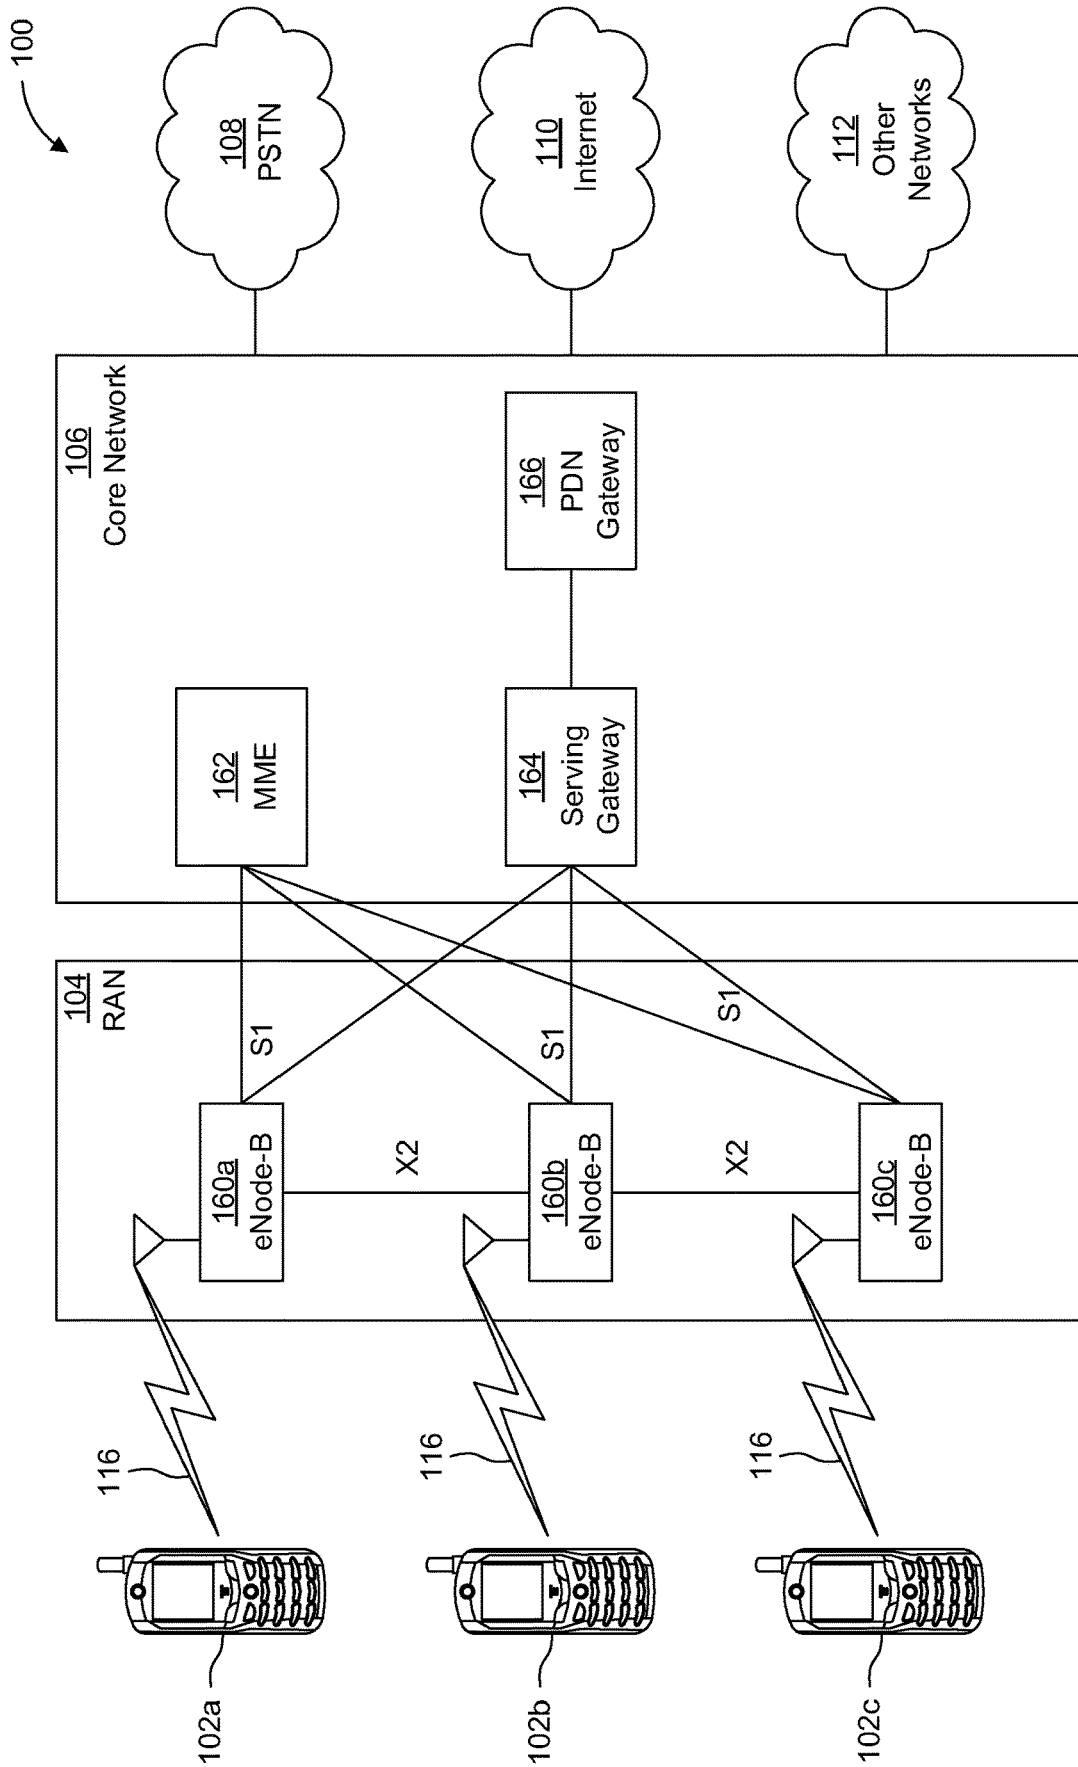 100
108
PSTN
110
Internet
112
Other
Networks
106
Core Network
162
MME
164
Serving
Gateway
166
PDN
Gateway
104
RAN
S1
S1
S1
160a
eNode-B
X2
160b
eNode-B
X2
160c
eNode-B
116
116
116
102a
102b
102c